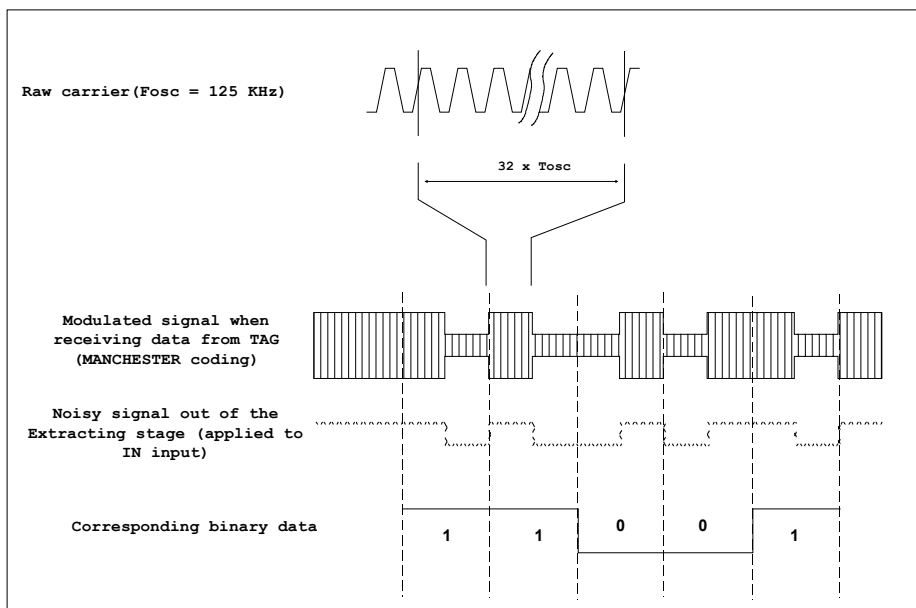 Raw carrier(Fosc = 125 KHz)
32 x Tosc
Modulated signal when
receiving data from TAG
(MANCHESTER coding)
Noisy signal out of the
Extracting stage (applied to
IN input)
Corresponding binary data
1 1 0 0 1